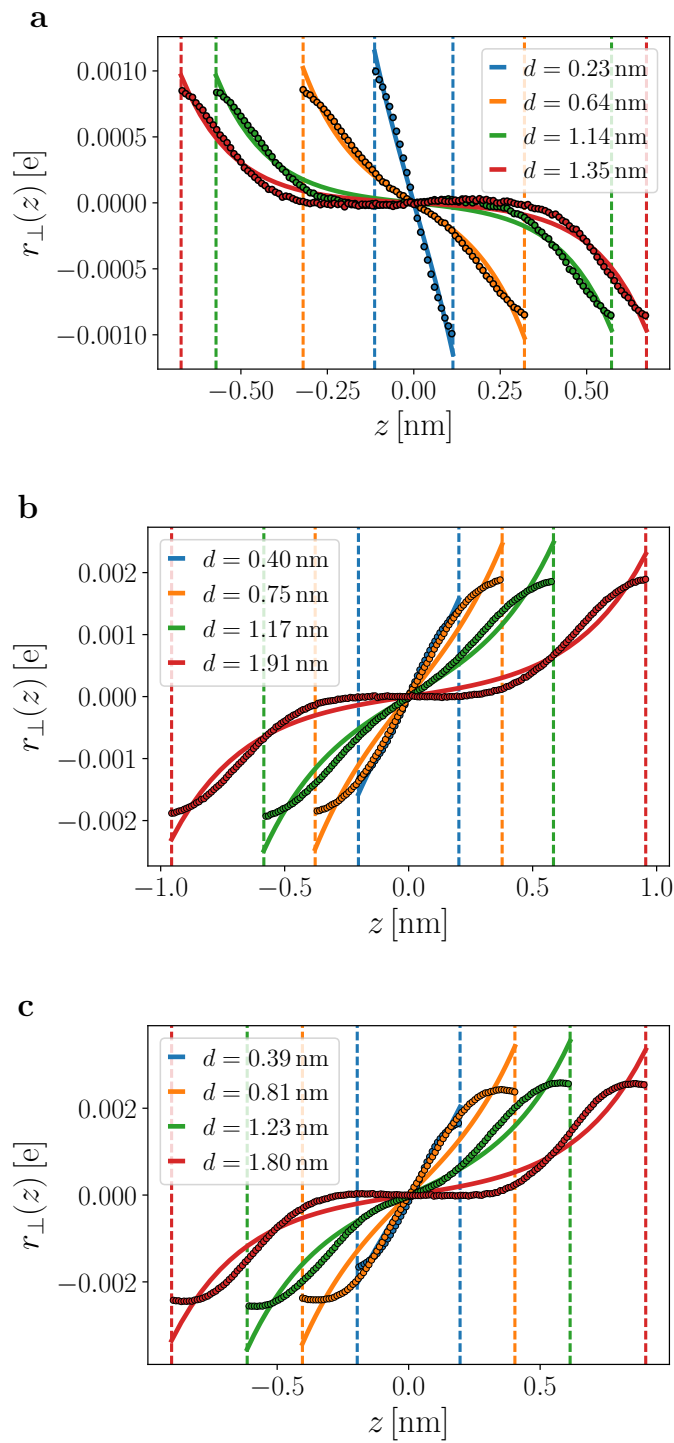 a
0.0010
0.0005
0.0000
−0.0005
−0.0010
r⊥(z) [e]
d = 0.23 nm
d = 0.64 nm
d = 1.14 nm
d = 1.35 nm
−0.50 −0.25 0.00 0.25 0.50
z [nm]
b
0.002
0.001
0.000
−0.001
−0.002
r⊥(z) [e]
d = 0.40 nm
d = 0.75 nm
d = 1.17 nm
d = 1.91 nm
−1.0 −0.5 0.0 0.5 1.0
z [nm]
c
0.002
0.000
−0.002
r⊥(z) [e]
d = 0.39 nm
d = 0.81 nm
d = 1.23 nm
d = 1.80 nm
−0.5 0.0 0.5
z [nm]